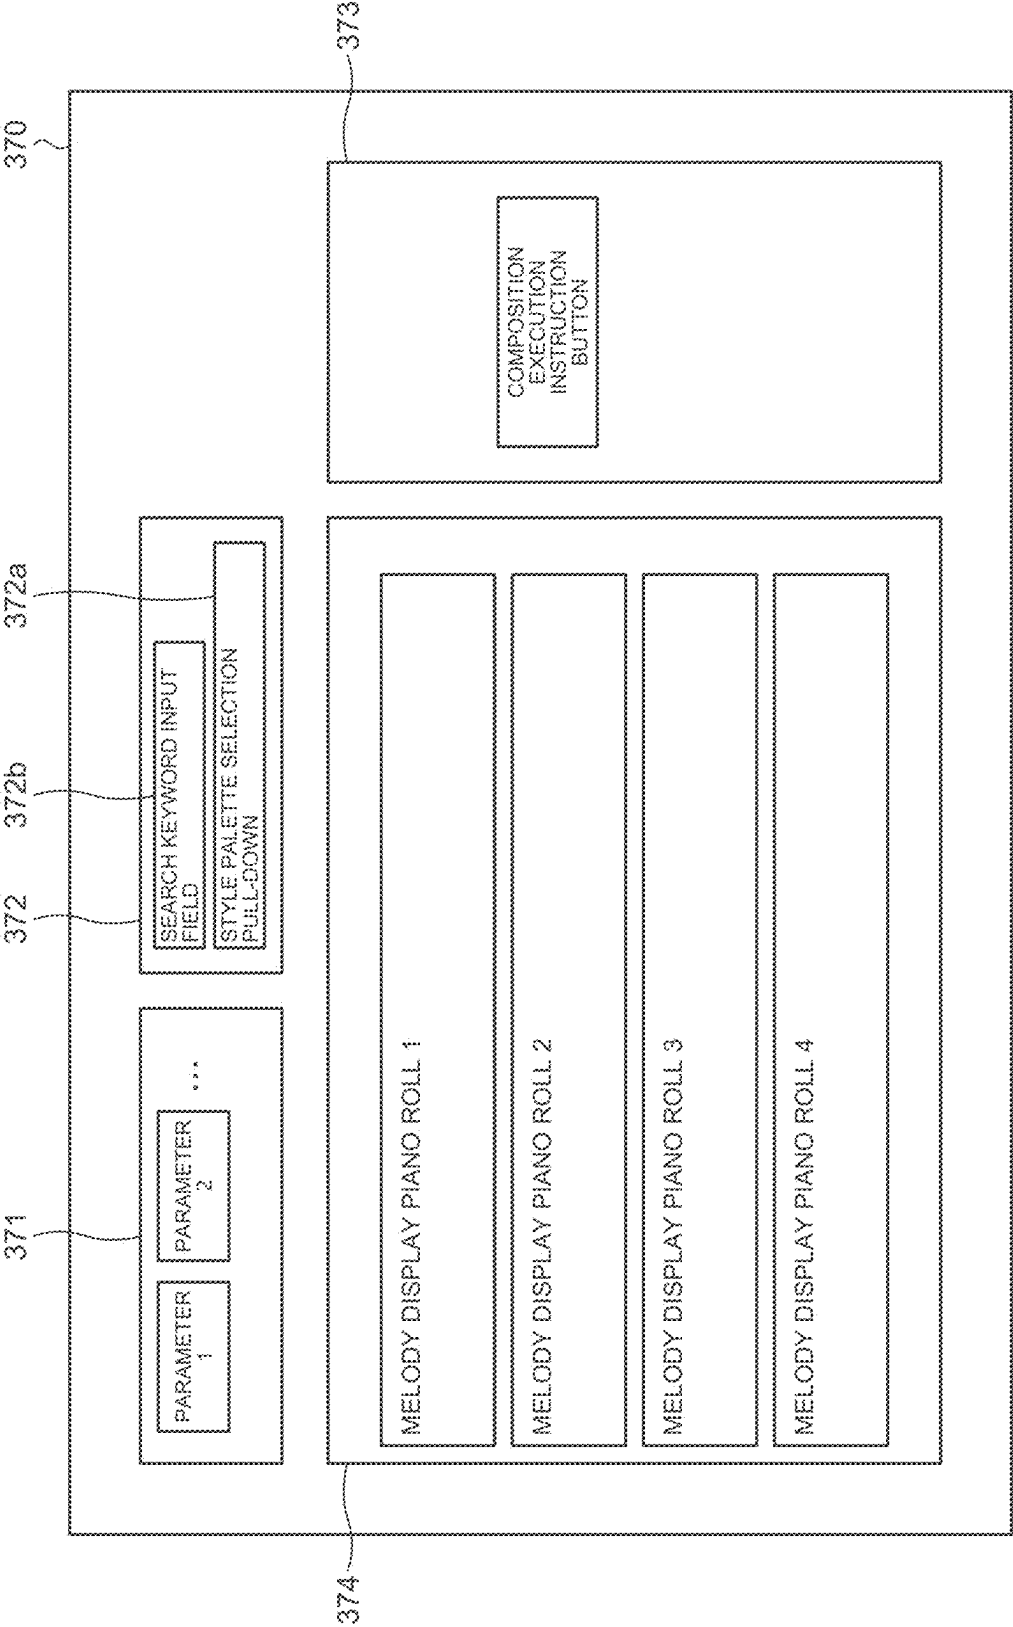 370
371
372
372b
372a
PARAMETER
1
PARAMETER
2
...
SEARCH KEYWORD INPUT
FIELD
STYLE PALETTE SELECTION
PULL-DOWN
MELODY DISPLAY PIANO ROLL 1
MELODY DISPLAY PIANO ROLL 2
MELODY DISPLAY PIANO ROLL 3
MELODY DISPLAY PIANO ROLL 4
COMPOSITION
EXECUTION
INSTRUCTION
BUTTON
374
373